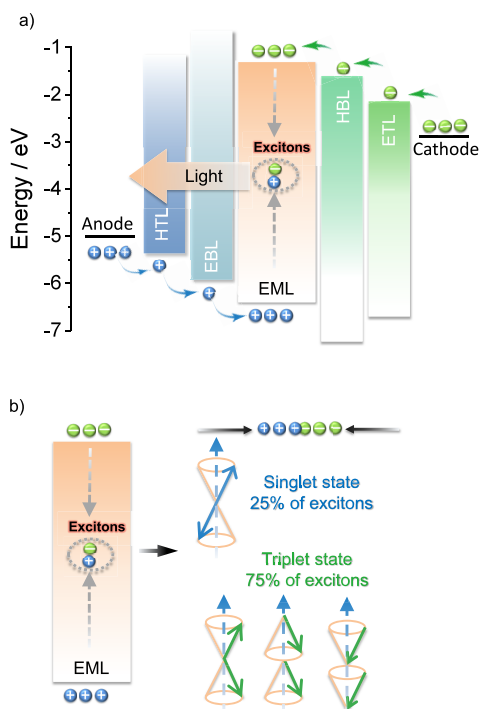 a)
-1
-2
-3
-4
-5
-6
-7
Energy / eV
Anode
HTL
EBL
Light
Excitons
EML
HBL
ETL
Cathode
b)
Excitons
EML
Singlet state
25% of excitons
Triplet state
75% of excitons